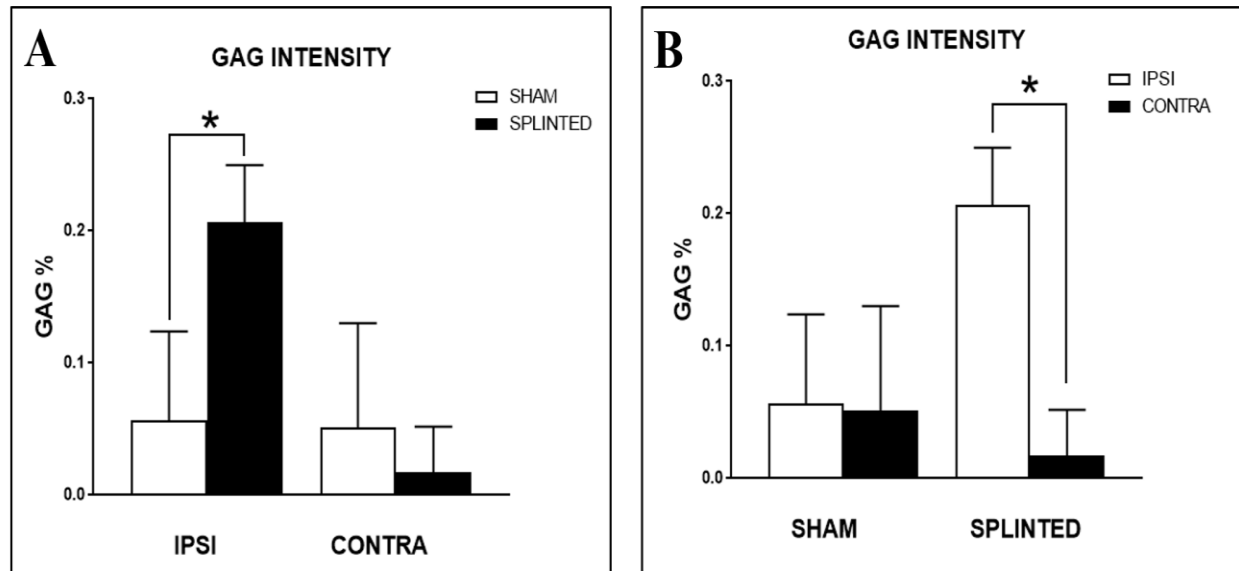 A
GAG INTENSITY
SHAM
SPLINTED
*
0.3
0.2
0.1
0.0
GAG %
IPSI CONTRA
B
GAG INTENSITY
IPSI
CONTRA
*
0.3
0.2
0.1
0.0
GAG %
SHAM SPLINTED